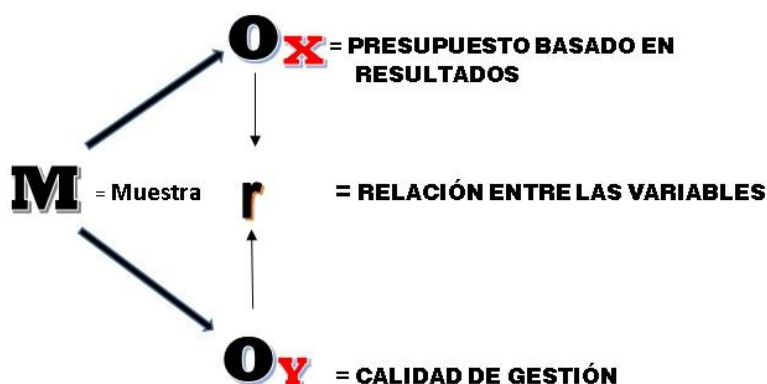 OX = PRESUPUESTO BASADO EN
RESULTADOS
M = Muestra r = RELACIÓN ENTRE LAS VARIABLES
OY = CALIDAD DE GESTIÓN